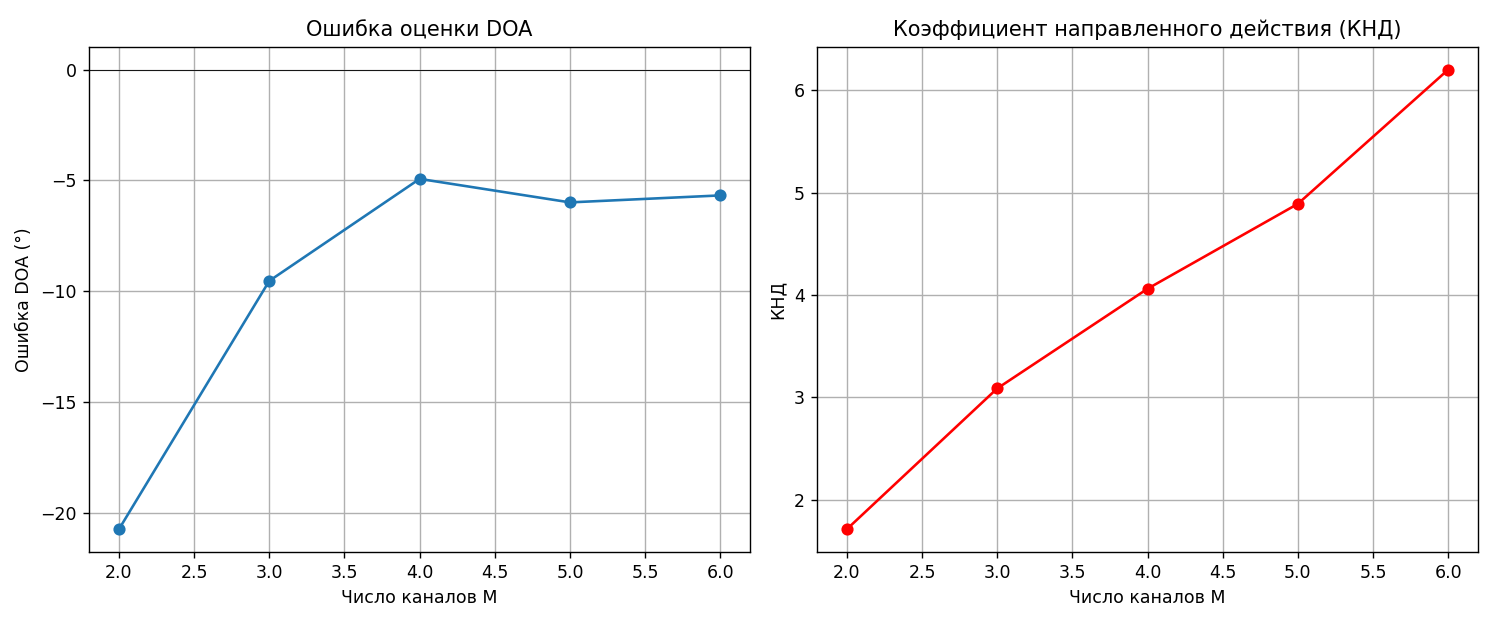 Ошибка оценки DOA
0
−5
−10
−15
−20
Ошибка DOA (°)
2.0 2.5 3.0 3.5 4.0 4.5 5.0 5.5 6.0
Число каналов M
Коэффициент направленного действия (КНД)
6
5
4
3
2
КНД
2.0 2.5 3.0 3.5 4.0 4.5 5.0 5.5 6.0
Число каналов M